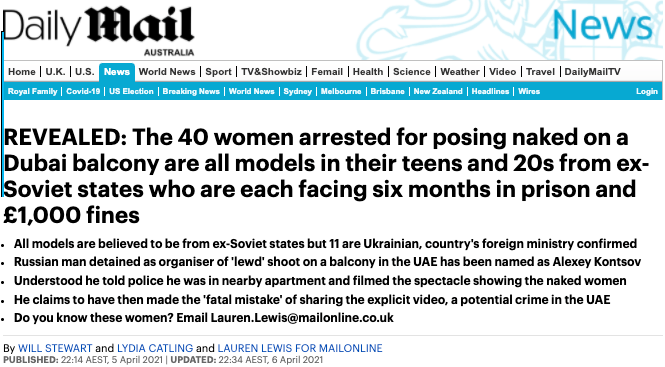 Daily Mail
AUSTRALIA
News
Home | U.K. | U.S. | News | World News | Sport | TV&Showbiz | Femail | Health | Science | Weather | Video | Travel | DailyMailTV
Royal Family | Covid-19 | US Election | Breaking News | World News | Sydney | Melbourne | Brisbane | New Zealand | Headlines | Wires Login
REVEALED: The 40 women arrested for posing naked on a
Dubai balcony are all models in their teens and 20s from ex-
Soviet states who are each facing six months in prison and
£1,000 fines
• All models are believed to be from ex-Soviet states but 11 are Ukrainian, country's foreign ministry confirmed
• Russian man detained as organiser of 'lewd' shoot on a balcony in the UAE has been named as Alexey Kontsov
• Understood he told police he was in nearby apartment and filmed the spectacle showing the naked women
• He claims to have then made the 'fatal mistake' of sharing the explicit video, a potential crime in the UAE
• Do you know these women? Email Lauren.Lewis@mailonline.co.uk
By WILL STEWART and LYDIA CATLING and LAUREN LEWIS FOR MAILONLINE
PUBLISHED: 22:14 AEST, 5 April 2021 | UPDATED: 22:34 AEST, 6 April 2021